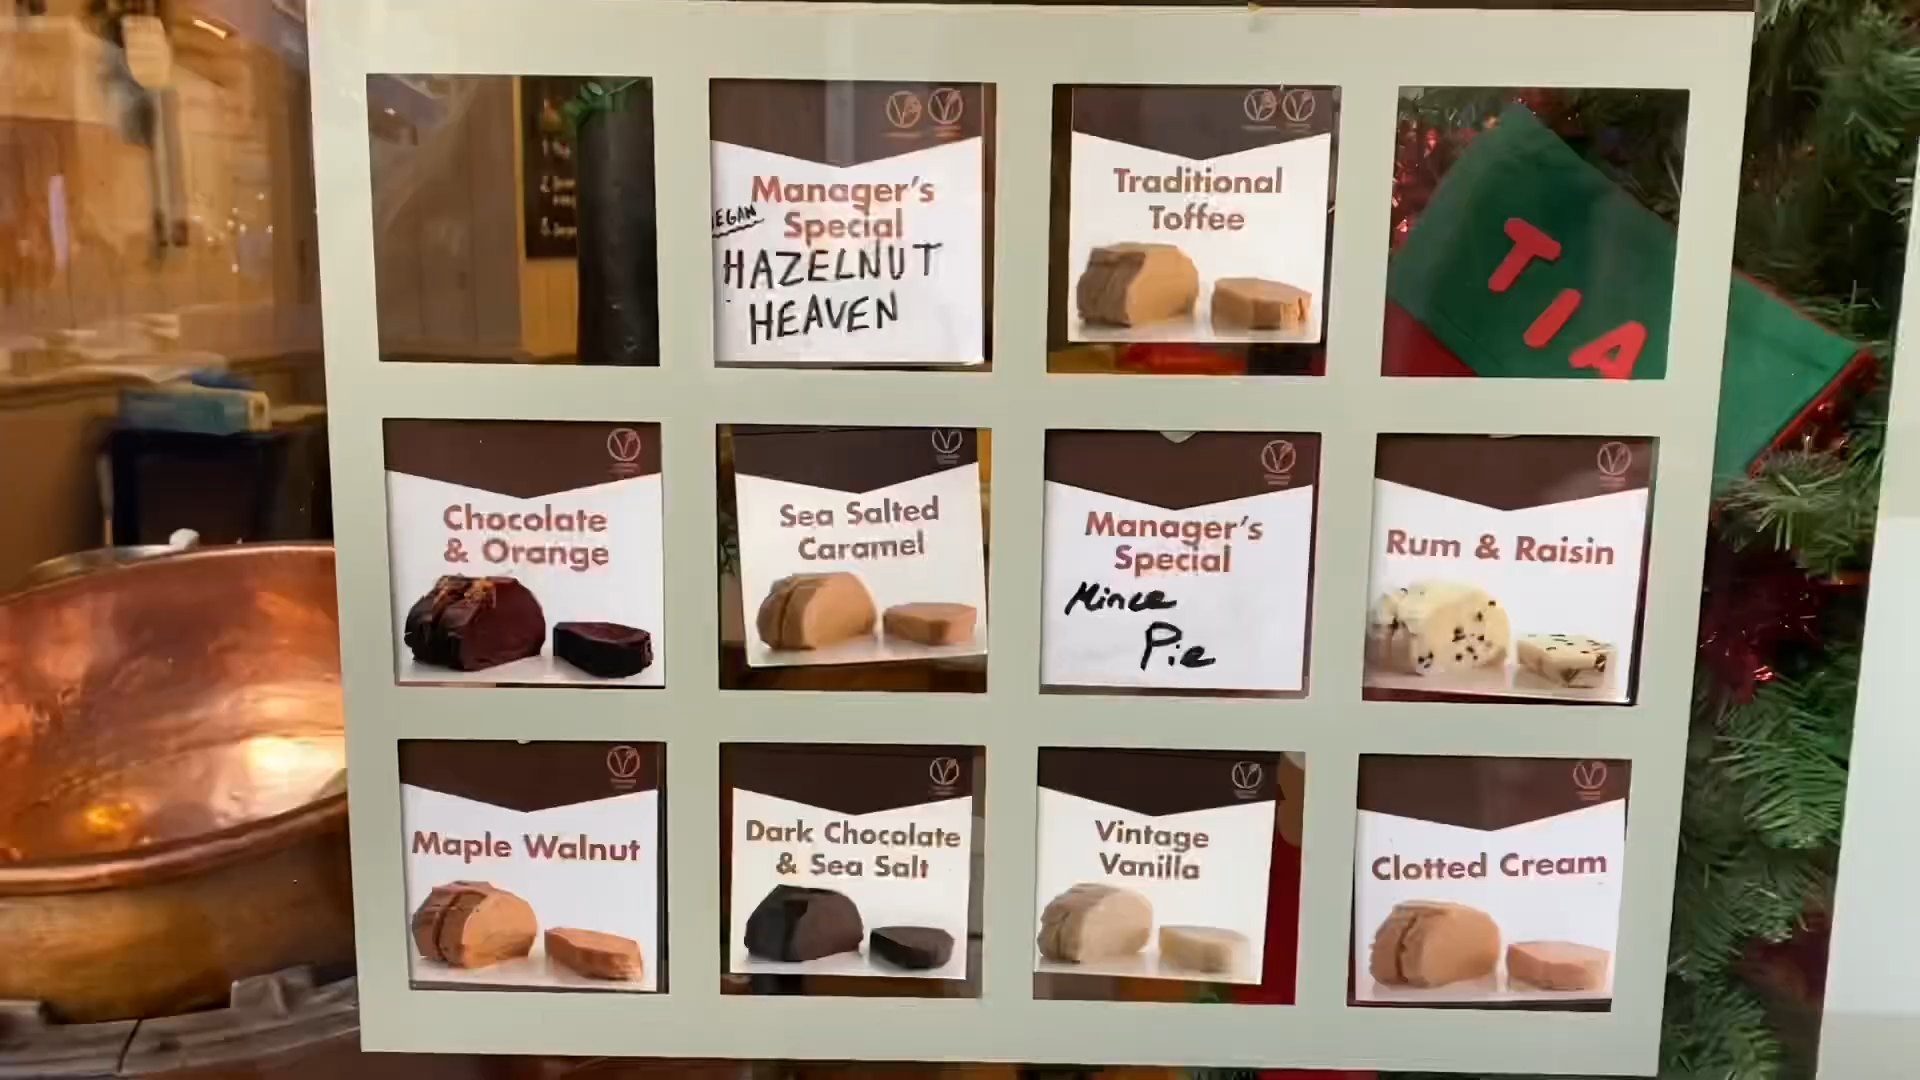 Manager's
Special
HAZELNUT
HEAVEN
Traditional
Toffee
TIA
Chocolate
& Orange
Sea Salted
Caramel
Manager's
Special
Mince
Pie
Rum & Raisin
Maple Walnut
Dark Chocolate
& Sea Salt
Vintage
Vanilla
Clotted Cream